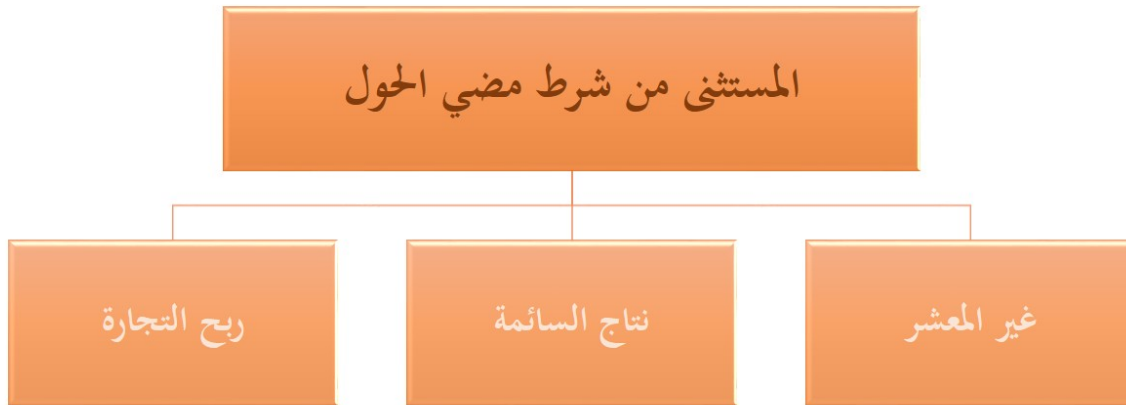 المستثنى من شرط مضي الحول
غير المعشر
نتاج السائمة
ربح التجارة